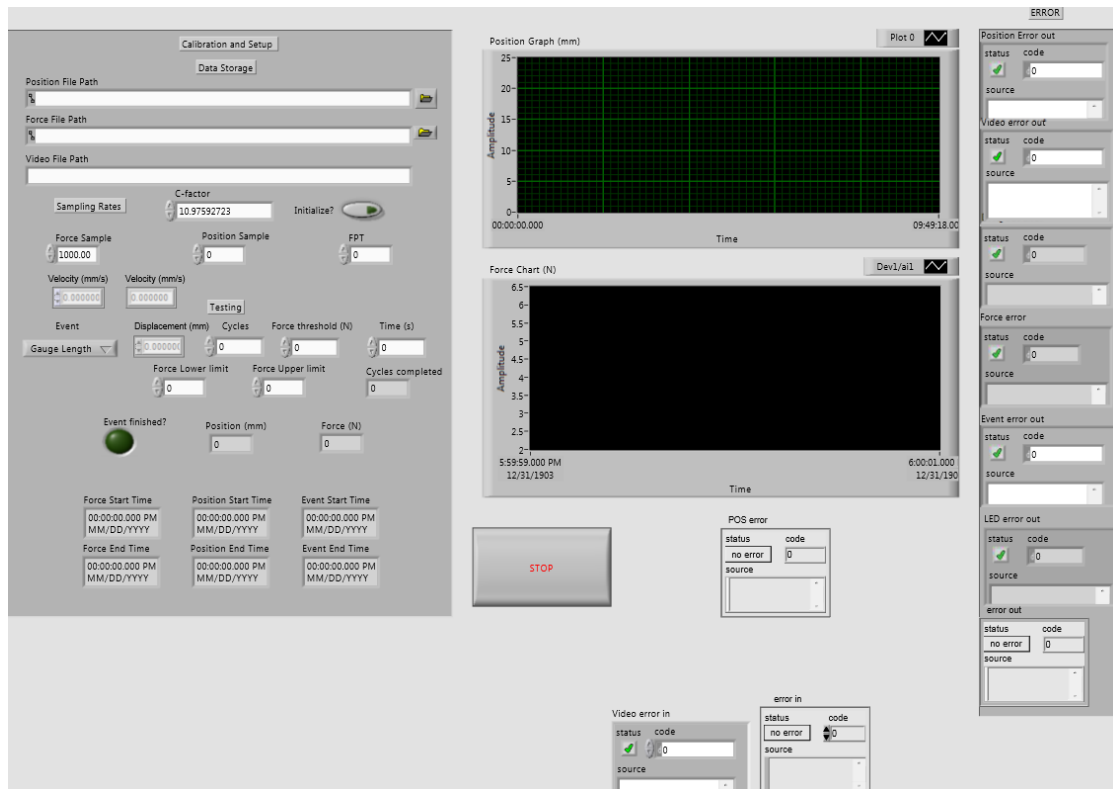 ERROR
Calibration and Setup
Data Storage
Position File Path
Force File Path
Video File Path
Sampling Rates
C-factor
10.97592723
Initialize?
Force Sample
1000.00
Position Sample
0
FPT
0
Velocity (mm/s)
0.000000
Velocity (mm/s)
0.000000
Testing
Event
Gauge Length
Displacement (mm)
0.000000
Cycles
0
Force threshold (N)
0
Time (s)
0
Force Lower limit
0
Force Upper limit
0
Cycles completed
0
Event finished?
Position (mm)
0
Force (N)
0
Force Start Time
00:00:00.000 PM
MM/DD/YYYY
Position Start Time
00:00:00.000 PM
MM/DD/YYYY
Event Start Time
00:00:00.000 PM
MM/DD/YYYY
Force End Time
00:00:00.000 PM
MM/DD/YYYY
Position End Time
00:00:00.000 PM
MM/DD/YYYY
Event End Time
00:00:00.000 PM
MM/DD/YYYY
Position Graph (mm)
Plot 0
25
20
15
10
5
0
Amplitude
00:00:00.000
09:49:18.00
Time
Force Chart (N)
Dev1/ai1
6.5
6
5.5
5
4.5
4
3.5
3
2.5
2
Amplitude
5:59:59.000 PM
12/31/1903
6:00:01.000
12/31/190
Time
STOP
POS error
status code
no error 0
source
Video error in
status code
0
source
error in
status code
no error 0
source
Position Error out
status code
0
source
Video error out
status code
0
source
status code
0
source
Force error
status code
0
source
Event error out
status code
0
source
LED error out
status code
0
source
error out
status code
no error 0
source